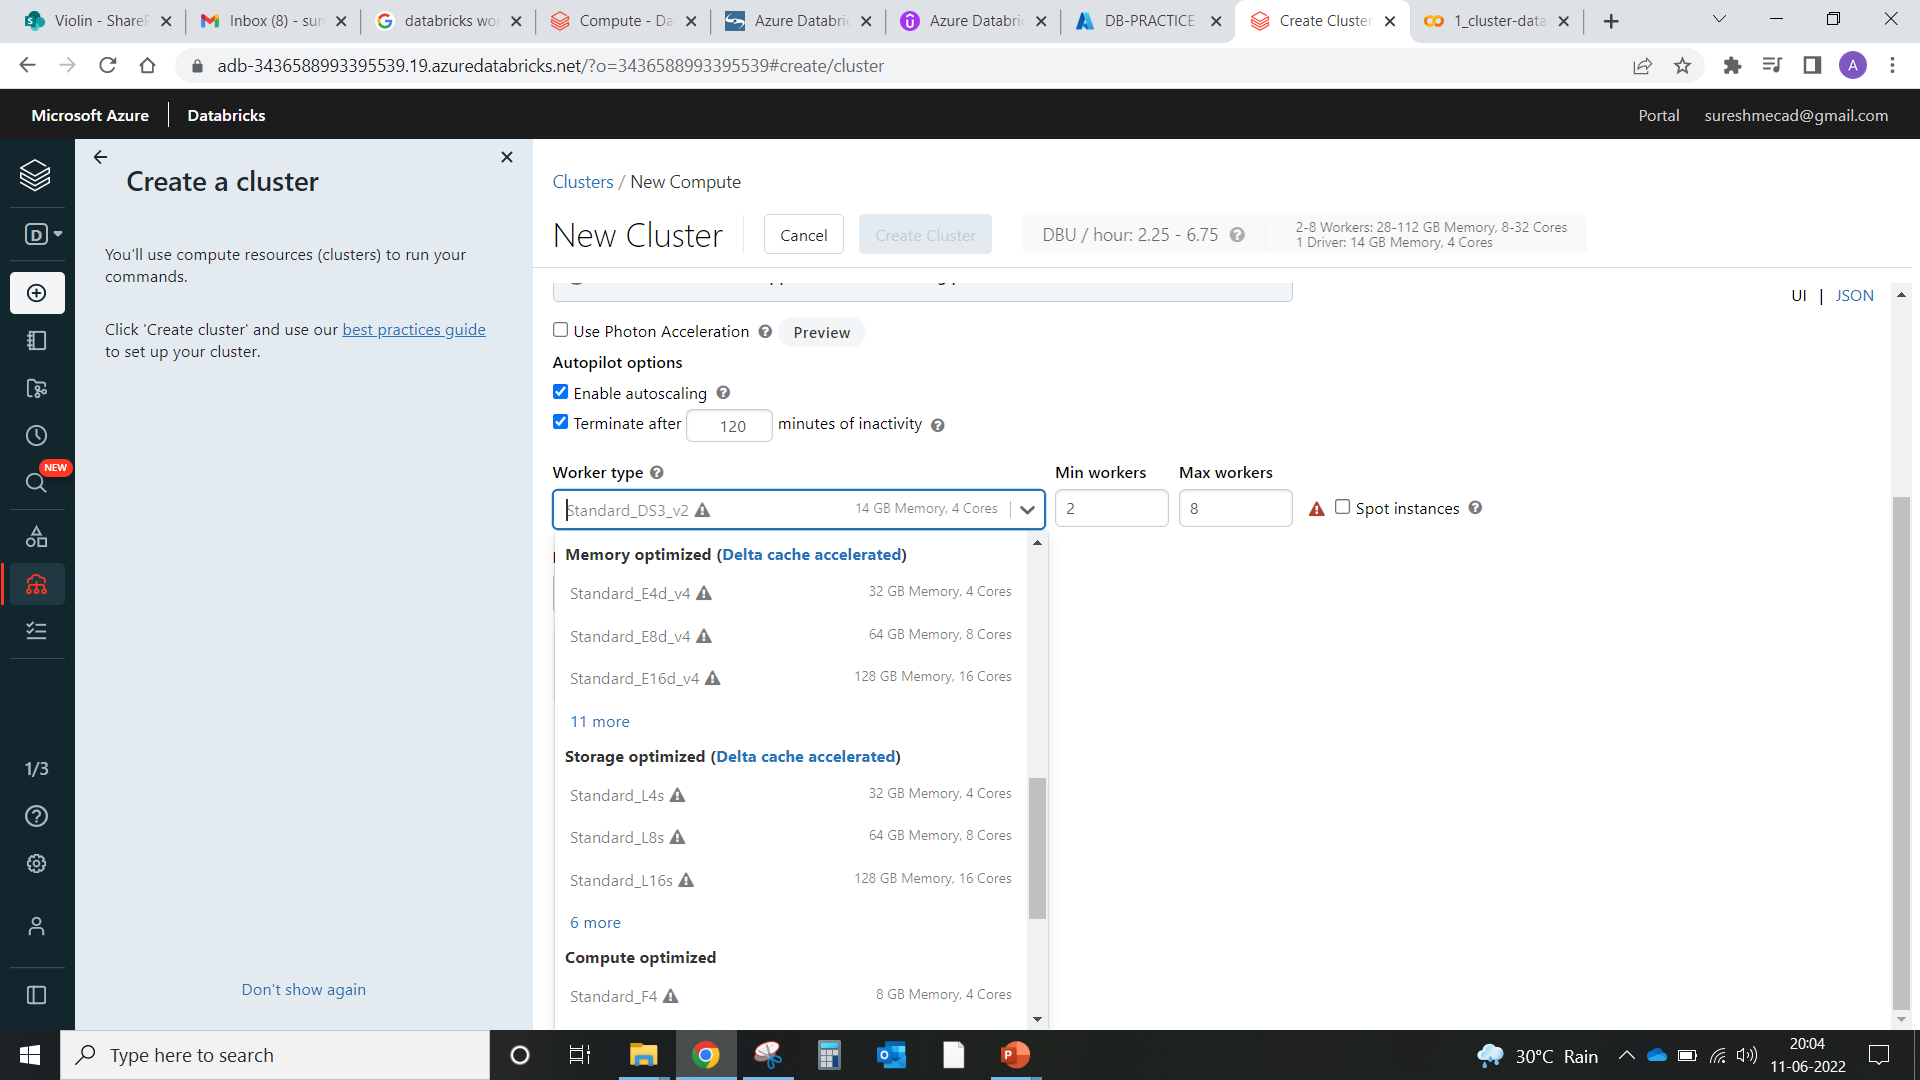 Violin - ShareP
Inbox (8) - sur
databricks wo
Compute - Da
Azure Databric
Azure Databric
DB-PRACTICE
Create Cluster
1_cluster-data
adb-3436588993395539.19.azuredatabricks.net/?o=3436588993395539#create/cluster
A
Microsoft Azure
Databricks
Portal
sureshmecad@gmail.com
D
NEW
1/3
Create a cluster
You'll use compute resources (clusters) to run your
commands.
Click 'Create cluster' and use our best practices guide
to set up your cluster.
Don't show again
Clusters / New Compute
New Cluster
Cancel
Create Cluster
DBU / hour: 2.25 - 6.75
2-8 Workers: 28-112 GB Memory, 8-32 Cores
1 Driver: 14 GB Memory, 4 Cores
UI | JSON
Use Photon Acceleration
Preview
Autopilot options
Enable autoscaling
Terminate after 120 minutes of inactivity
Worker type
Min workers
Max workers
Standard_DS3_v2
14 GB Memory, 4 Cores
2
8
Spot instances
Memory optimized (Delta cache accelerated)
Standard_E4d_v4 32 GB Memory, 4 Cores
Standard_E8d_v4 64 GB Memory, 8 Cores
Standard_E16d_v4 128 GB Memory, 16 Cores
11 more
Storage optimized (Delta cache accelerated)
Standard_L4s 32 GB Memory, 4 Cores
Standard_L8s 64 GB Memory, 8 Cores
Standard_L16s 128 GB Memory, 16 Cores
6 more
Compute optimized
Standard_F4 8 GB Memory, 4 Cores
Type here to search
30°C Rain
20:04
11-06-2022